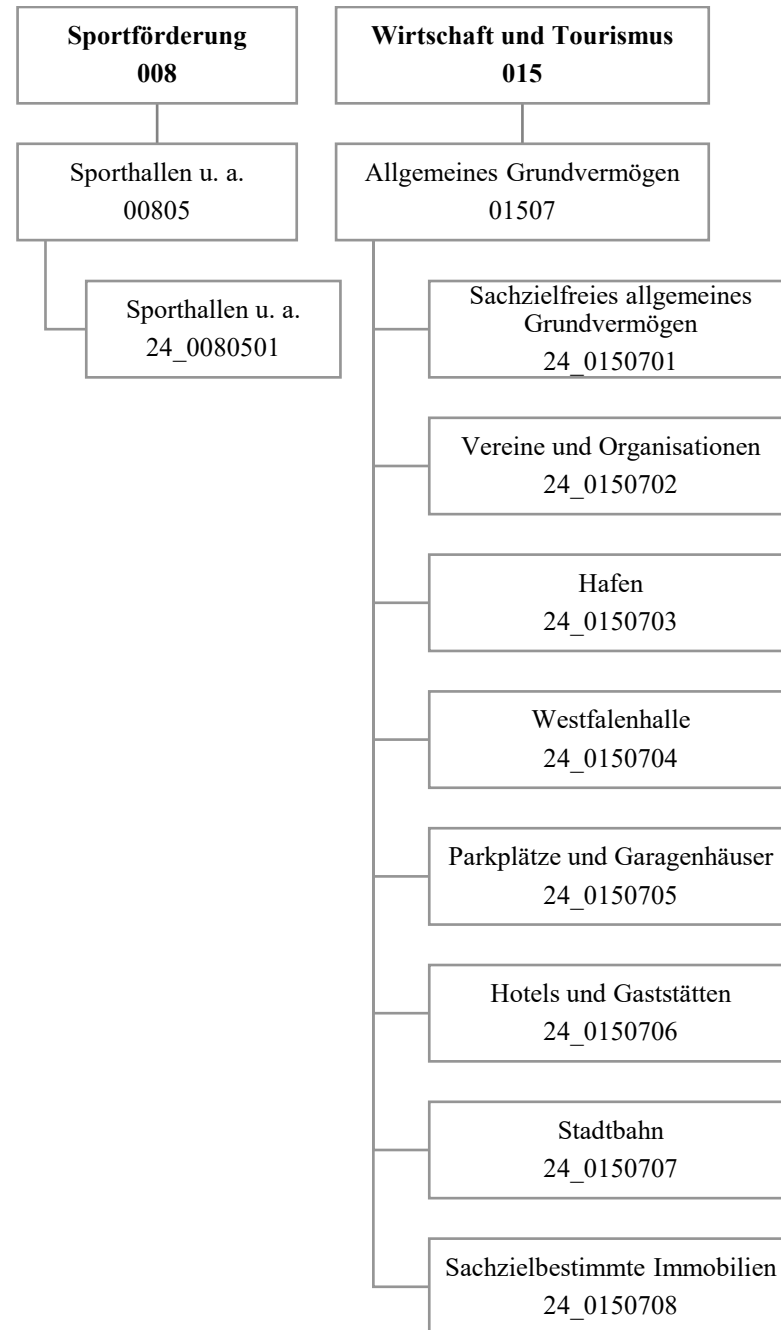 Sportförderung
008
Sporthallen u. a.
00805
Sporthallen u. a.
24_0080501
Wirtschaft und Tourismus
015
Allgemeines Grundvermögen
01507
Sachzielfreies allgemeines
Grundvermögen
24_0150701
Vereine und Organisationen
24_0150702
Hafen
24_0150703
Westfalenhalle
24_0150704
Parkplätze und Garagenhäuser
24_0150705
Hotels und Gaststätten
24_0150706
Stadtbahn
24_0150707
Sachzielbestimmte Immobilien
24_0150708